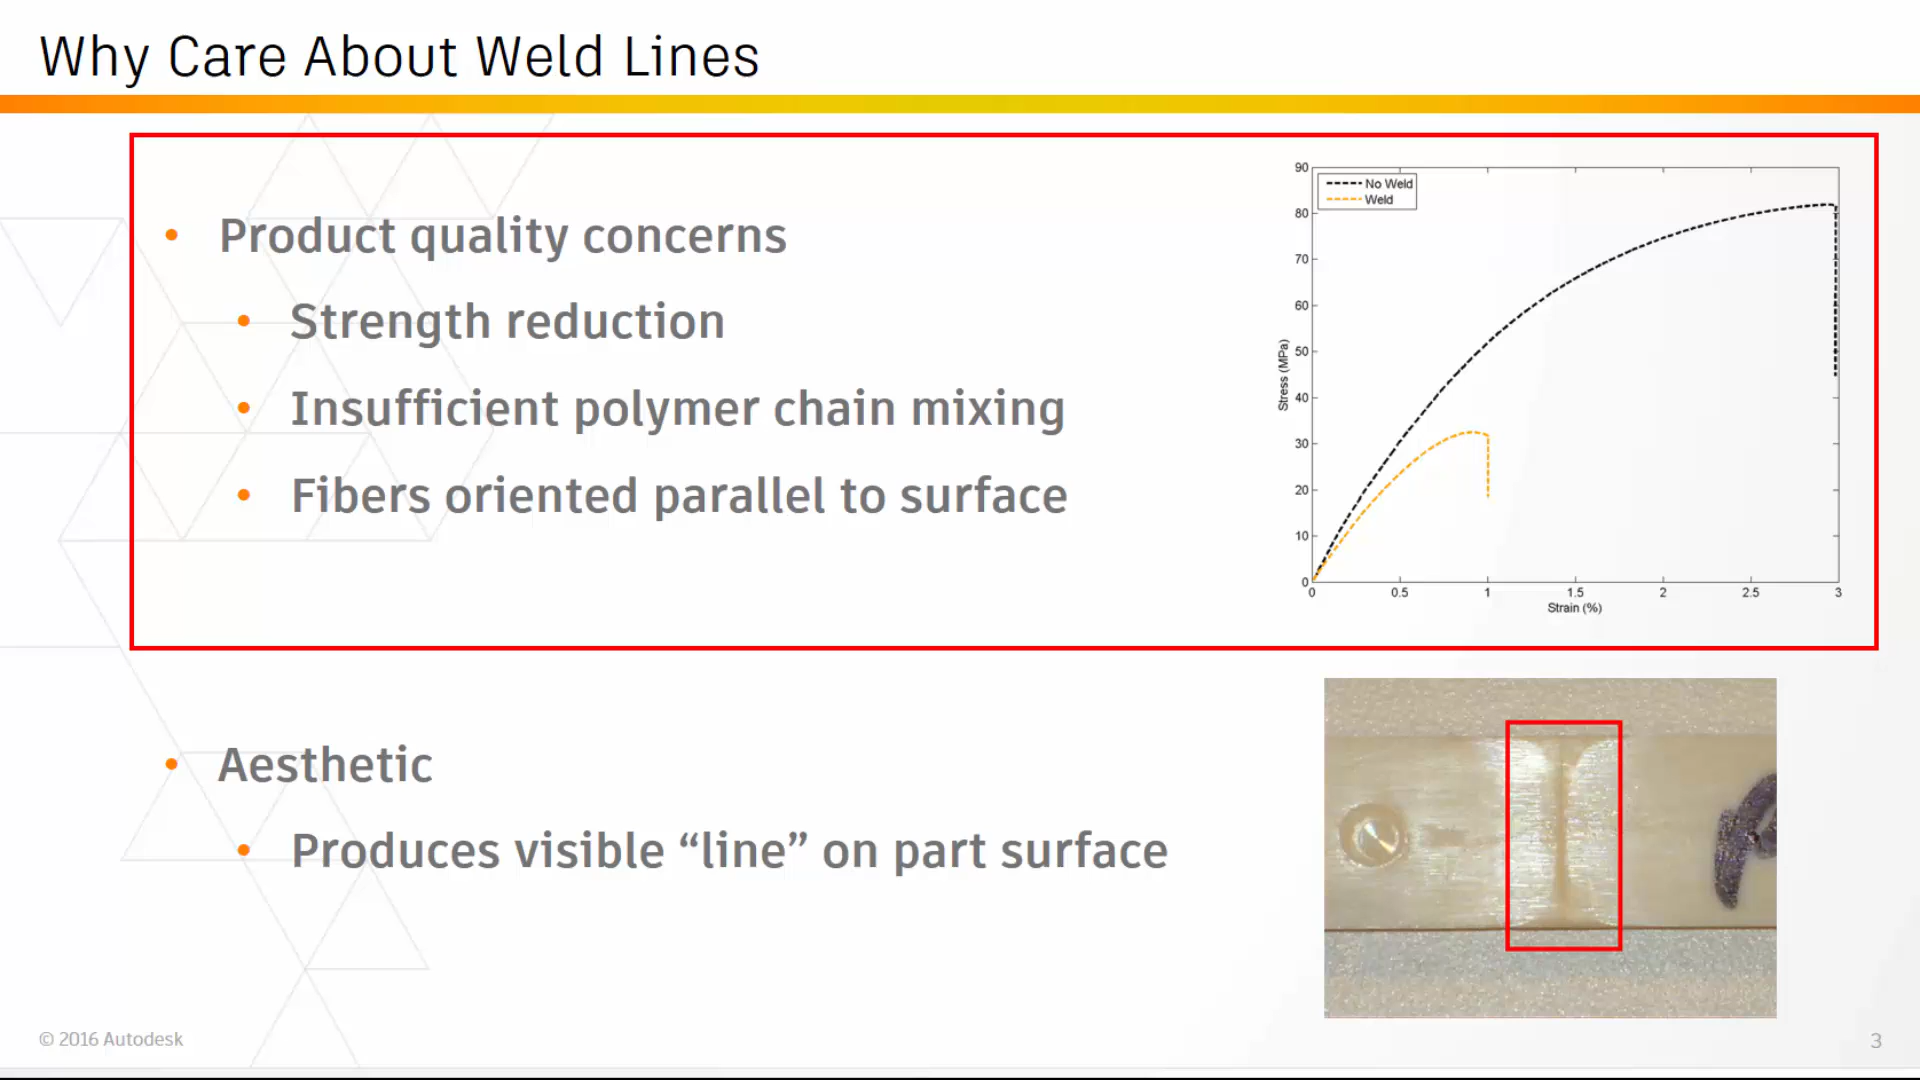 Why Care About Weld Lines
• Product quality concerns
• Strength reduction
• Insufficient polymer chain mixing
• Fibers oriented parallel to surface
90
80
70
60
50
40
30
20
10
0
No Weld
Weld
Stress (MPa)
0 0.5 1 1.5 2 2.5 3
Strain (%)
• Aesthetic
• Produces visible “line” on part surface
© 2016 Autodesk
3